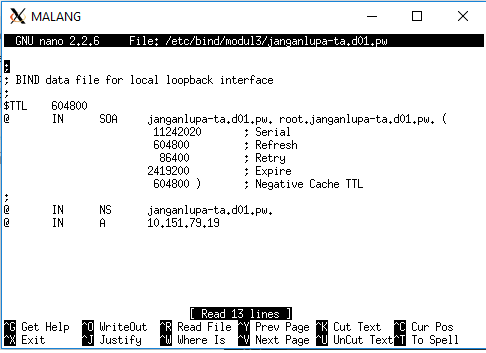 MALANG
GNU nano 2.2.6 File: /etc/bind/modul3/janganlupa-ta.d01.pw
;
; BIND data file for local loopback interface
;
$TTL 604800
@ IN SOA janganlupa-ta.d01.pw. root.janganlupa-ta.d01.pw. (
11242020 ; Serial
604800 ; Refresh
86400 ; Retry
2419200 ; Expire
604800 ) ; Negative Cache TTL
;
@ IN NS janganlupa-ta.d01.pw.
@ IN A 10.151.79.19
[ Read 13 lines ]
^G Get Help ^O WriteOut ^R Read File ^Y Prev Page ^K Cut Text ^C Cur Pos
^X Exit ^J Justify ^W Where Is ^V Next Page ^U UnCut Text ^T To Spell